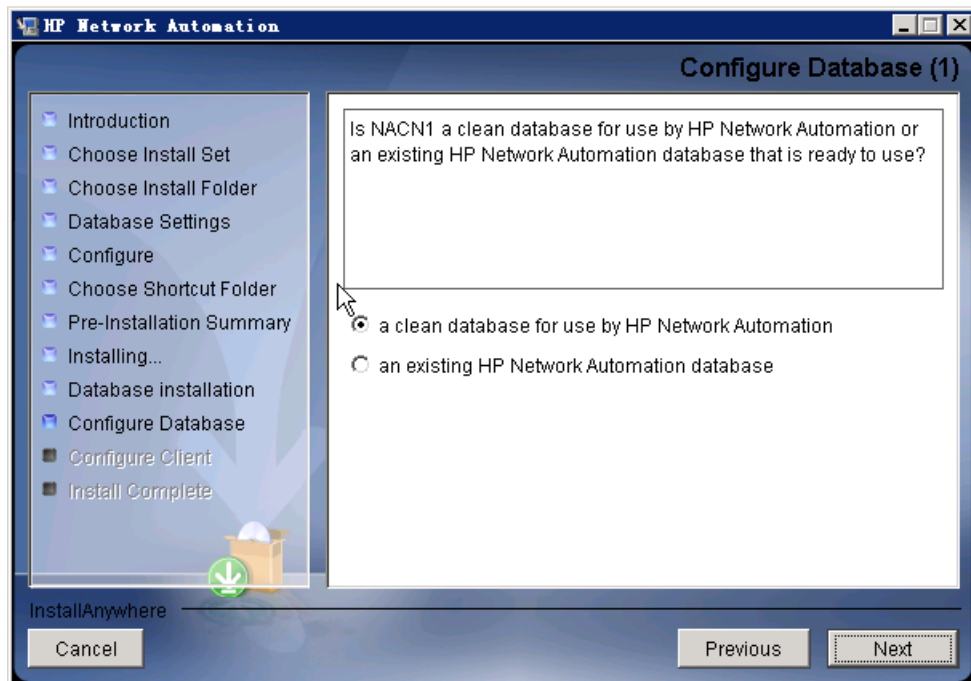 HP Network Automation
Configure Database (1)
Introduction
Choose Install Set
Choose Install Folder
Database Settings
Configure
Choose Shortcut Folder
Pre-Installation Summary
Installing...
Database installation
Configure Database
Configure Client
Install Complete
Is NACN1 a clean database for use by HP Network Automation or
an existing HP Network Automation database that is ready to use?
a clean database for use by HP Network Automation
an existing HP Network Automation database
InstallAnywhere
Cancel
Previous
Next